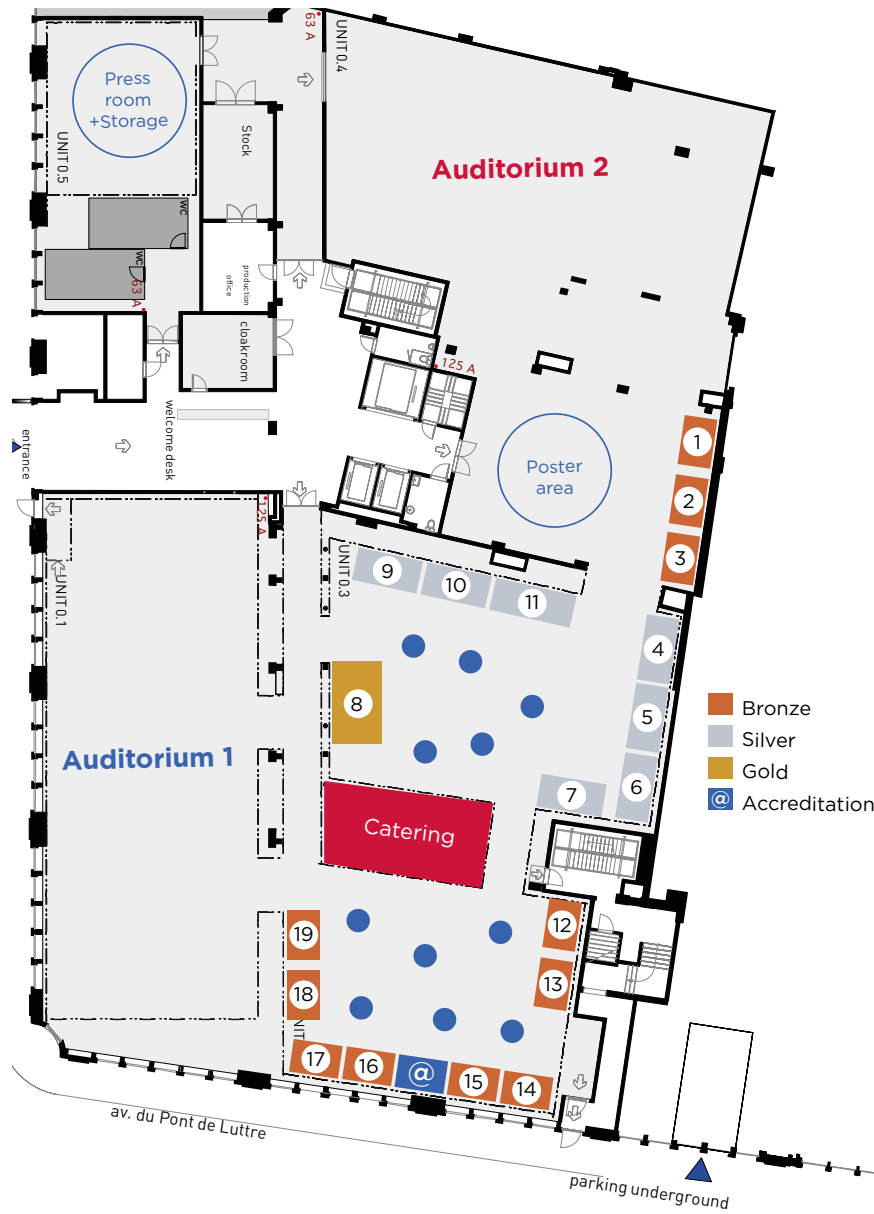 63 A
UNIT 0.4
Press
room
+Storage
UNIT 0.5
Stock
Auditorium 2
wc
wc
63 A
production
office
cloakroom
125 A
welcome desk
entrance
Poster
area
1
2
3
125 A
UNIT 0.1
UNIT 0.3
9
10
11
4
5
6
7
8
Bronze
Silver
Gold
@ Accreditation
Auditorium 1
Catering
12
13
19
18
17
16
@
15
14
av. du Pont de Luttre
parking underground